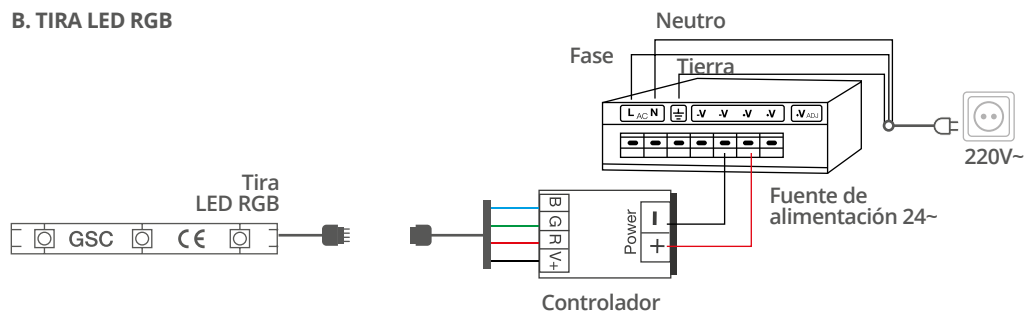 B. TIRA LED RGB
Neutro
Fase
Tierra
L AC N ·V ·V ·V ·V ·V ADJ
220V~
Fuente de
alimentación 24~
Tira
LED RGB
GSC CE
B
G
R
V+
Power
Controlador